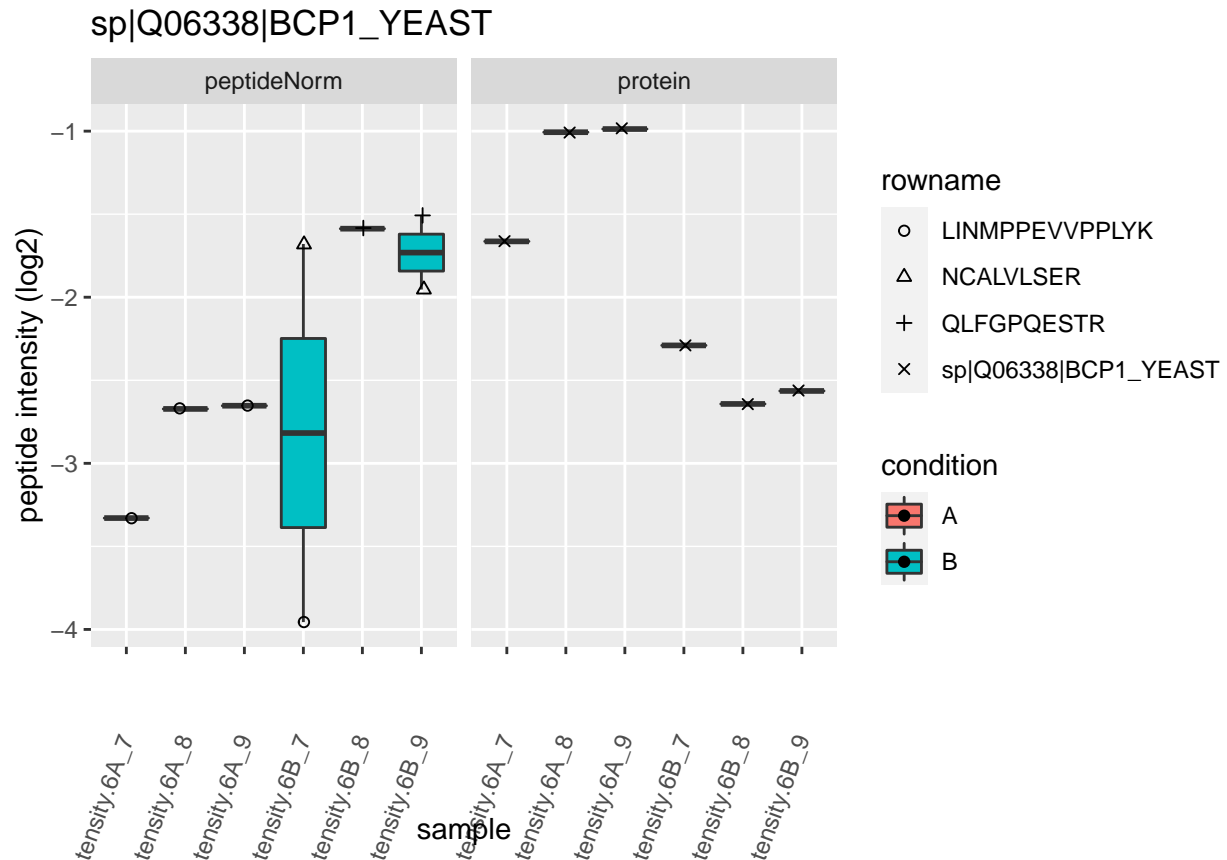 sp|Q06338|BCP1_YEAST
peptideNorm
protein
peptide intensity (log2)
−1
−2
−3
−4
tensity.6A_7
tensity.6A_8
tensity.6A_9
tensity.6B_7
tensity.6B_8
tensity.6B_9
tensity.6A_7
tensity.6A_8
tensity.6A_9
tensity.6B_7
tensity.6B_8
tensity.6B_9
sample
rowname
LINMPPEVVPPLYK
NCALVLSER
QLFGPQESTR
sp|Q06338|BCP1_YEAST
condition
A
B